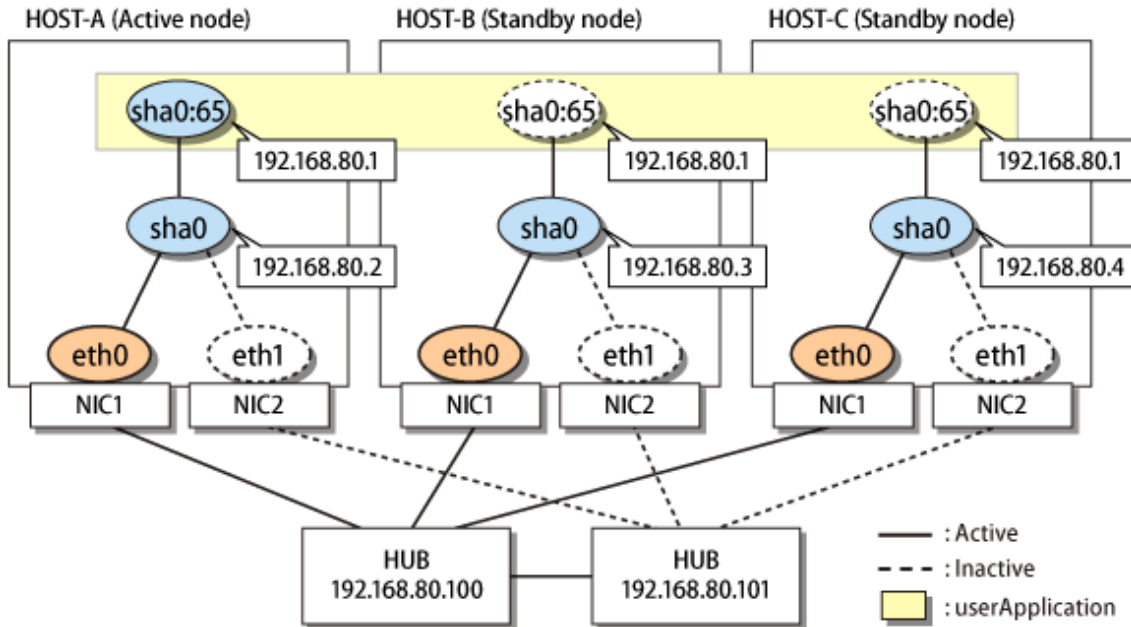 HOST-A (Active node)
HOST-B (Standby node)
HOST-C (Standby node)
sha0:65
sha0:65
sha0:65
192.168.80.1
192.168.80.1
192.168.80.1
sha0
sha0
sha0
192.168.80.2
192.168.80.3
192.168.80.4
eth0
eth1
eth0
eth1
eth0
eth1
NIC1
NIC2
NIC1
NIC2
NIC1
NIC2
HUB
192.168.80.100
HUB
192.168.80.101
: Active
: Inactive
: userApplication